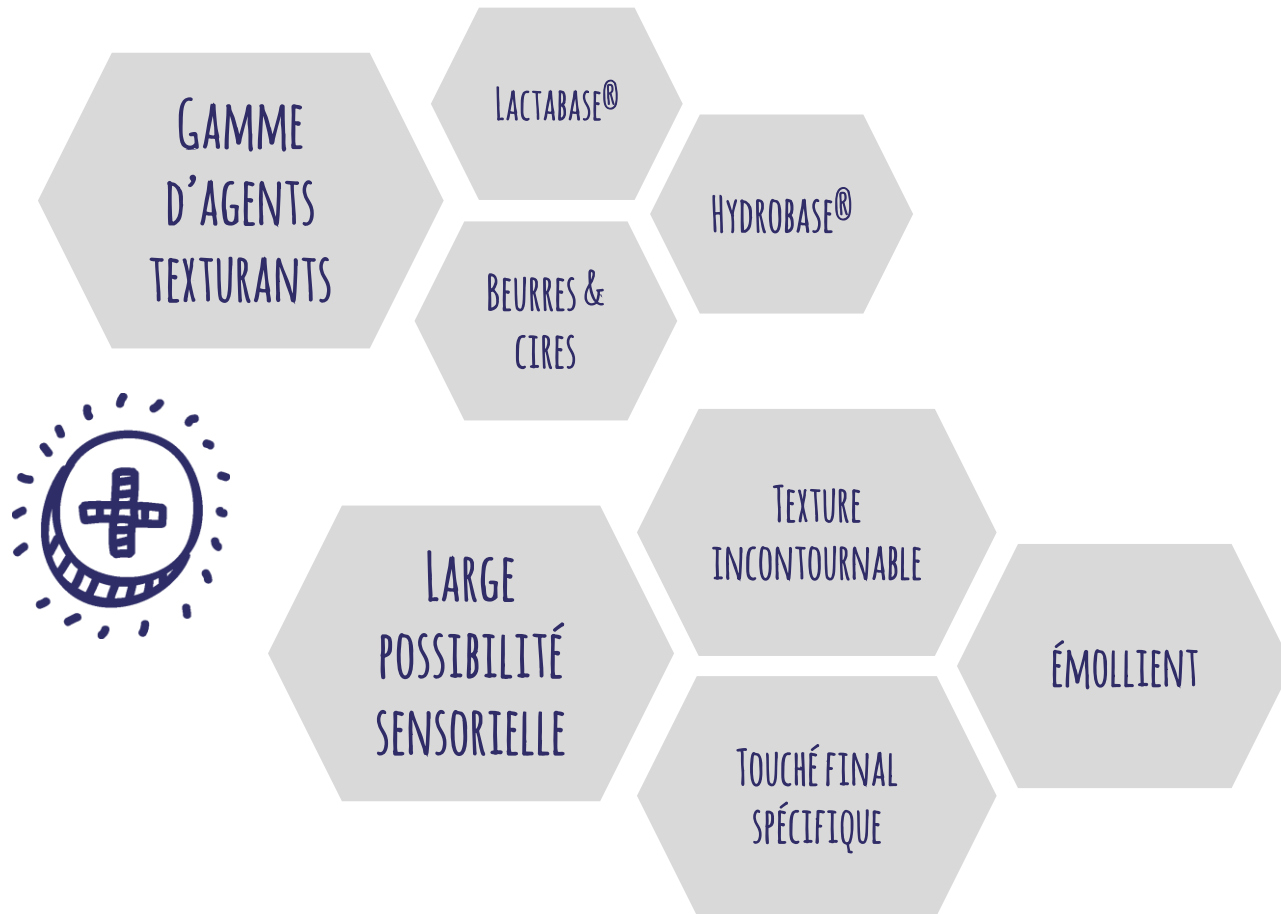 Gamme
d’agents
texturants
Lactabase®
Hydrobase®
Beurres &
cires
Texture
incontournable
Large
possibilité
sensorielle
émollient
Touché final
spécifique